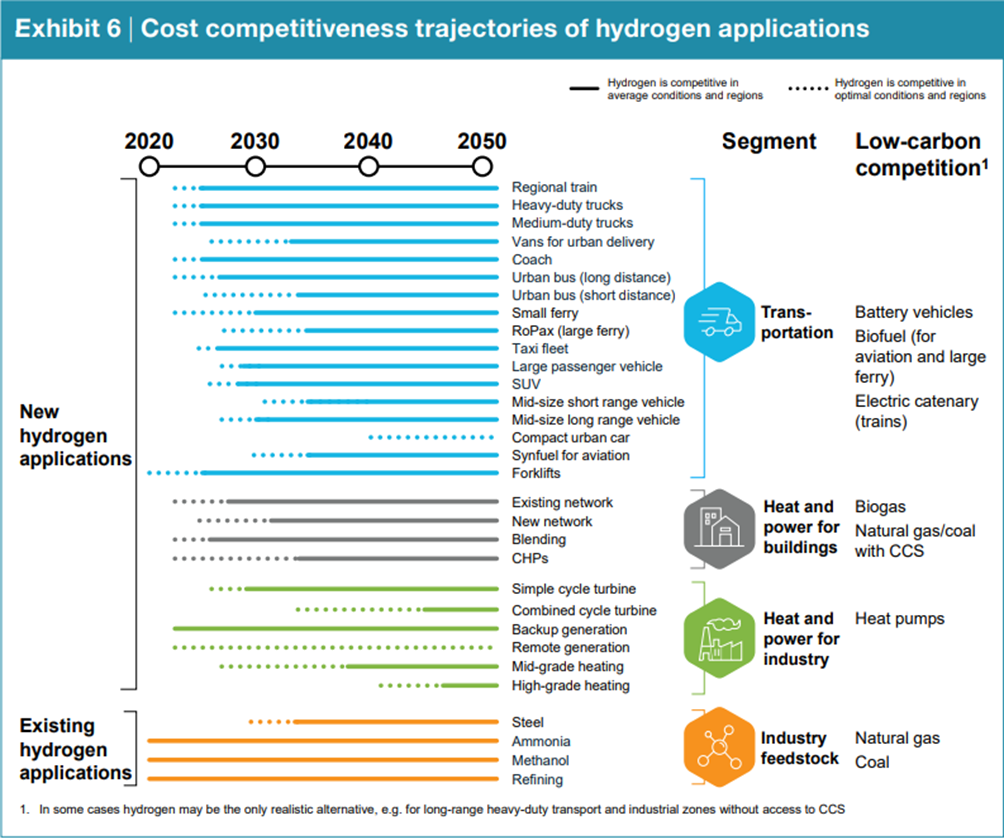 Exhibit 6 | Cost competitiveness trajectories of hydrogen applications
Hydrogen is competitive in
average conditions and regions
Hydrogen is competitive in
optimal conditions and regions
2020
2030
2040
2050
Segment
Low-carbon
competition1
New
hydrogen
applications
Regional train
Heavy-duty trucks
Medium-duty trucks
Vans for urban delivery
Coach
Urban bus (long distance)
Urban bus (short distance)
Small ferry
RoPax (large ferry)
Taxi fleet
Large passenger vehicle
SUV
Mid-size short range vehicle
Mid-size long range vehicle
Compact urban car
Synfuel for aviation
Forklifts
Trans-
portation
Battery vehicles
Biofuel (for
aviation and large
ferry)
Electric catenary
(trains)
Existing network
New network
Blending
CHPs
Heat and
power for
buildings
Biogas
Natural gas/coal
with CCS
Simple cycle turbine
Combined cycle turbine
Backup generation
Remote generation
Mid-grade heating
High-grade heating
Heat and
power for
industry
Heat pumps
Existing
hydrogen
applications
Steel
Ammonia
Methanol
Refining
Industry
feedstock
Natural gas
Coal
1. In some cases hydrogen may be the only realistic alternative, e.g. for long-range heavy-duty transport and industrial zones without access to CCS